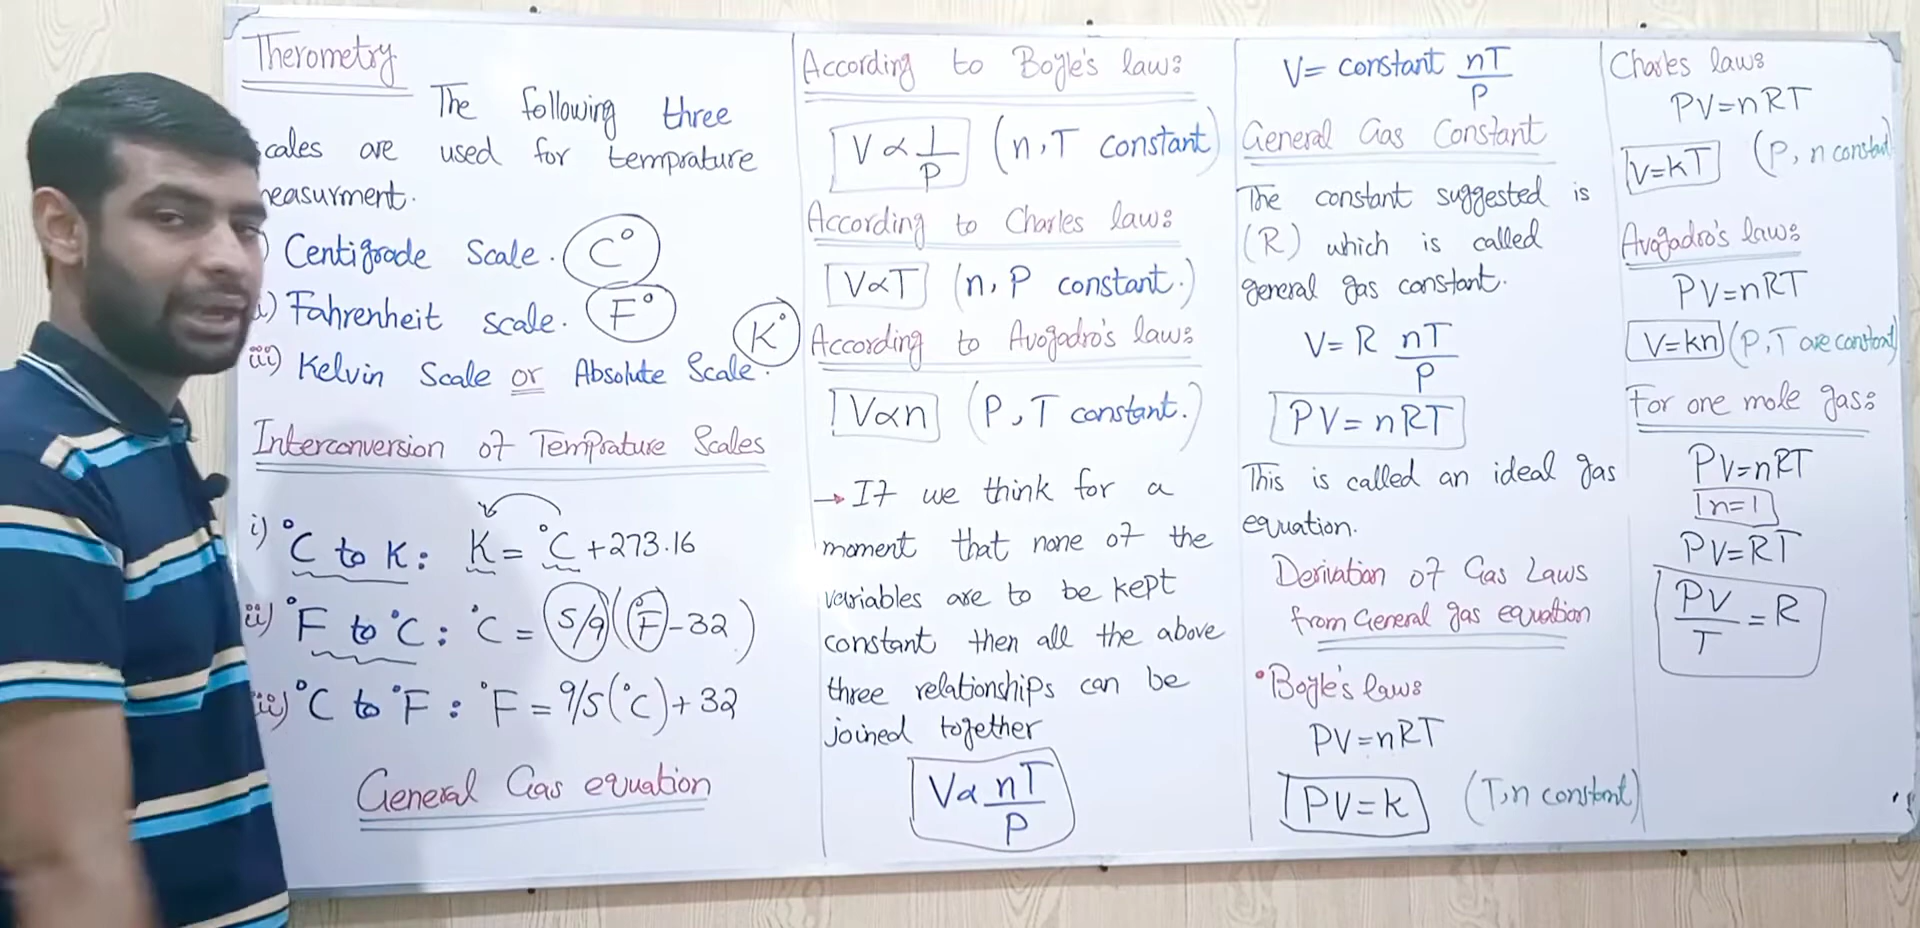 Therometry
The following three
cales are used for temprature
easurment.
) Centigrade Scale. C°
i) Fahrenheit scale. F°
iii) Kelvin Scale or Absolute Scale. K°
Interconversion of Temprature Scales
i) °C to K: K = °C + 273.16
ii) °F to °C: °C = (5/9)(°F - 32)
iii) °C to °F: °F = 9/5(°C) + 32
General Gas equation
According to Boyle's law:
V ∝ 1/P (n, T constant)
According to Charles law:
V ∝ T (n, P constant.)
According to Avogadro's law:
V ∝ n (P, T constant.)
→ If we think for a
moment that none of the
variables are to be kept
constant then all the above
three relationships can be
joined together
V ∝ nT/P
V = constant nT/P
General Gas Constant
The constant suggested is
(R) which is called
general gas constant.
V = R nT/P
PV = nRT
This is called an ideal gas
equation.
Derivation of Gas Laws
from General gas equation
• Boyle's law:
PV = nRT
PV = k (T, n constant)
Charles law:
PV = nRT
V = kT (P, n constant
Avogadro's law:
PV = nRT
V = kn (P, T are constant)
For one mole gas:
PV = nRT
n = 1
PV = RT
PV/T = R